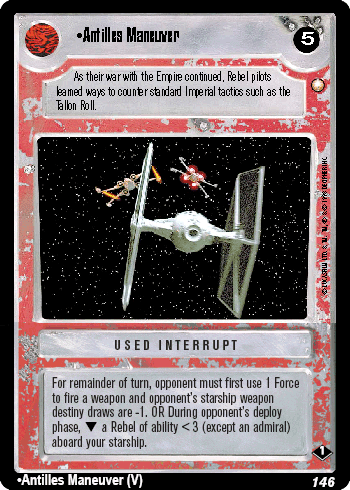 •Antilles Maneuver
5
As their war with the Empire continued, Rebel pilots
learned ways to counter standard Imperial tactics such as the
Tallon Roll.
USED INTERRUPT
For remainder of turn, opponent must first use 1 Force
to fire a weapon and opponent's starship weapon
destiny draws are -1. OR During opponent's deploy
phase, ▼ a Rebel of ability < 3 (except an admiral)
aboard your starship.
1
•Antilles Maneuver (V)
146